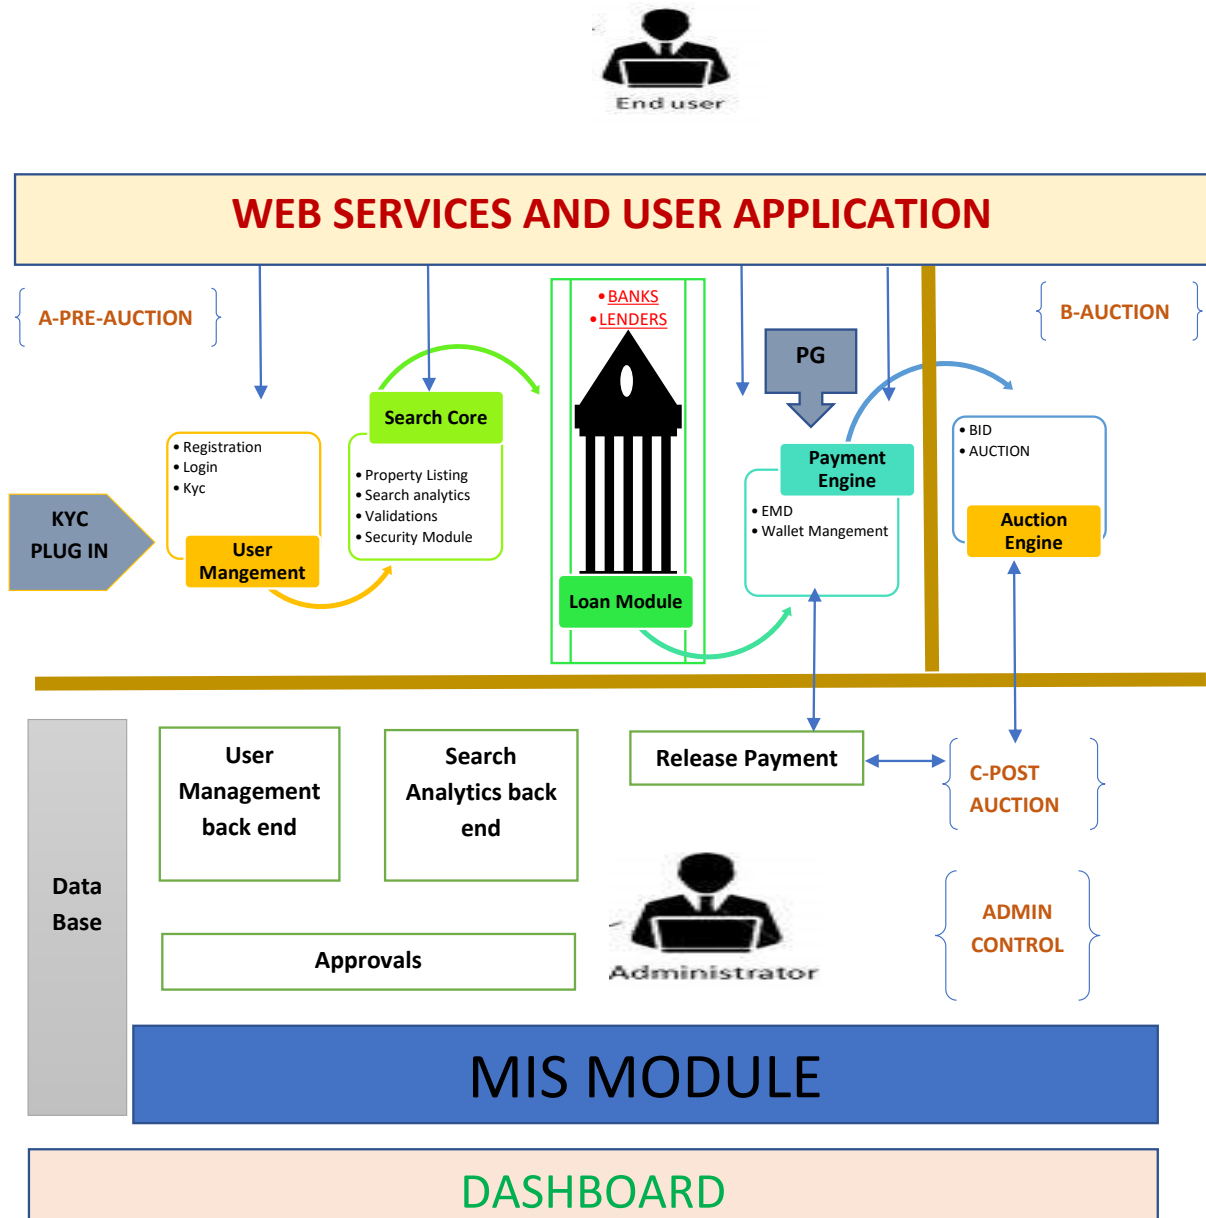 End user
WEB SERVICES AND USER APPLICATION
A-PRE-AUCTION
• BANKS
• LENDERS
B-AUCTION
PG
Search Core
• Registration
• Login
• Kyc
• Property Listing
• Search analytics
• Validations
• Security Module
Payment
Engine
• EMD
• Wallet Mangement
• BID
• AUCTION
KYC
PLUG IN
User
Mangement
Loan Module
Auction
Engine
User
Management
back end
Search
Analytics back
end
Release Payment
C-POST
AUCTION
Data
Base
Approvals
Administrator
ADMIN
CONTROL
MIS MODULE
DASHBOARD